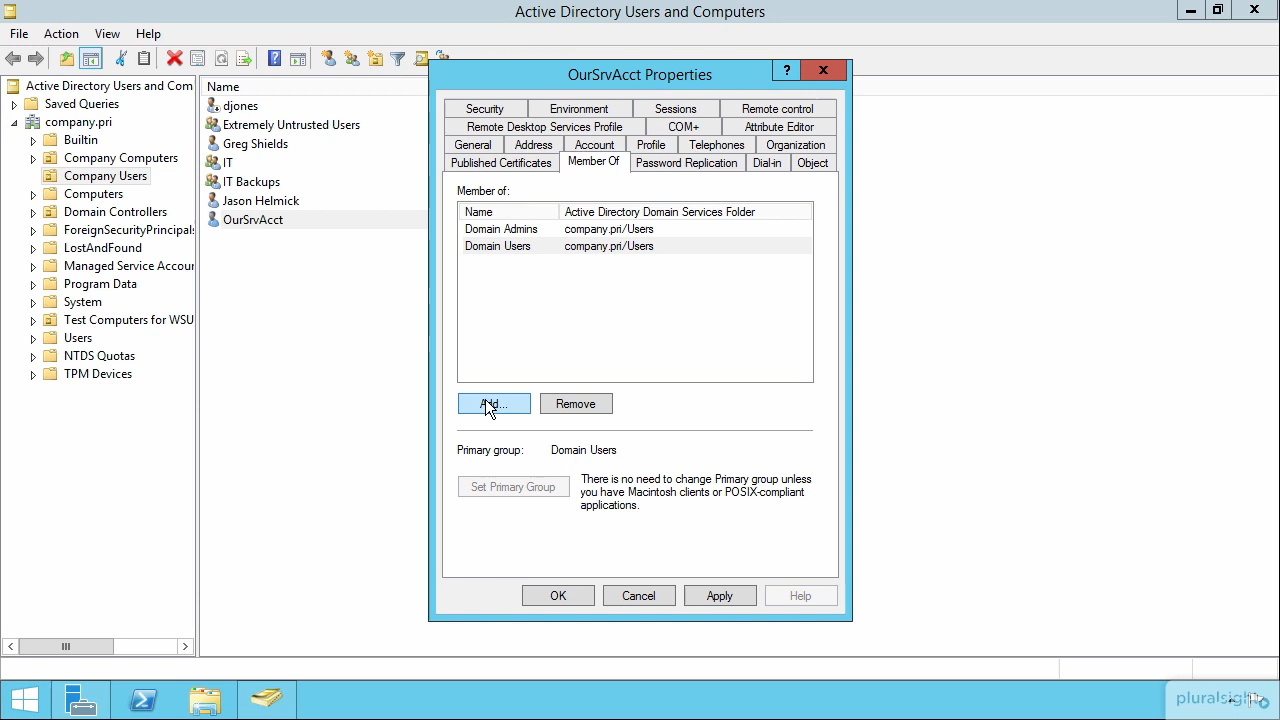 Active Directory Users and Computers
File Action View Help
Active Directory Users and Com
Saved Queries
company.pri
Builtin
Company Computers
Company Users
Computers
Domain Controllers
ForeignSecurityPrincipals
LostAndFound
Managed Service Accour
Program Data
System
Test Computers for WSU
Users
NTDS Quotas
TPM Devices
Name
djones
Extremely Untrusted Users
Greg Shields
IT
IT Backups
Jason Helmick
OurSrvAcct
OurSrvAcct Properties
?
Security Environment Sessions Remote control
Remote Desktop Services Profile COM+ Attribute Editor
General Address Account Profile Telephones Organization
Published Certificates Member Of Password Replication Dial-in Object
Member of:
Name Active Directory Domain Services Folder
Domain Admins company.pri/Users
Domain Users company.pri/Users
Add... Remove
Primary group: Domain Users
Set Primary Group
There is no need to change Primary group unless
you have Macintosh clients or POSIX-compliant
applications.
OK Cancel Apply Help
pluralsight